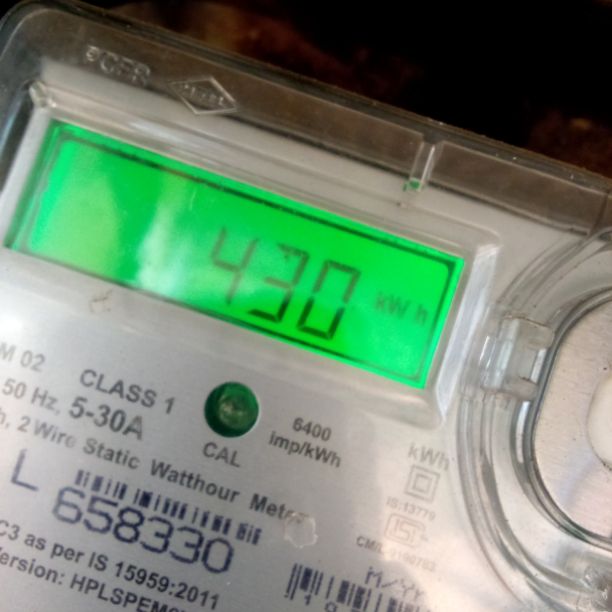 430 kWh
M 02 CLASS 1
50 Hz, 5-30A
6400
imp/kWh
CAL
h, 2 Wire Static Watthour Meter
kWh
IS:13779
L 658330
C3 as per IS 15959:2011
ersion: HPLSPEM